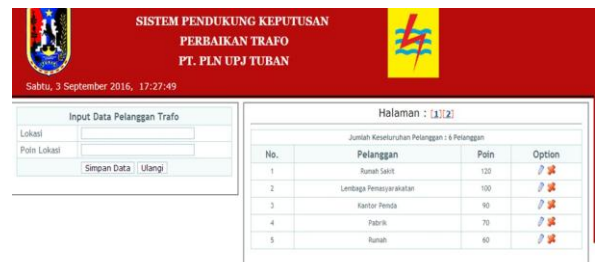 SISTEM PENDUKUNG KEPUTUSAN
PERBAIKAN TRAFO
PT. PLN UPJ TUBAN
Sabtu, 3 September 2016, 17:27:49
Input Data Pelanggan Trafo
Lokasi
Poin Lokasi
Simpan Data Ulangi
Halaman : [1][2]
Jumlah Keseluruhan Pelanggan : 6 Pelanggan
No. Pelanggan Poin Option
1 Rumah Sakit 120
2 Lembaga Pemasyarakatan 100
3 Kantor Pemda 90
4 Pabrik 70
5 Rumah 60